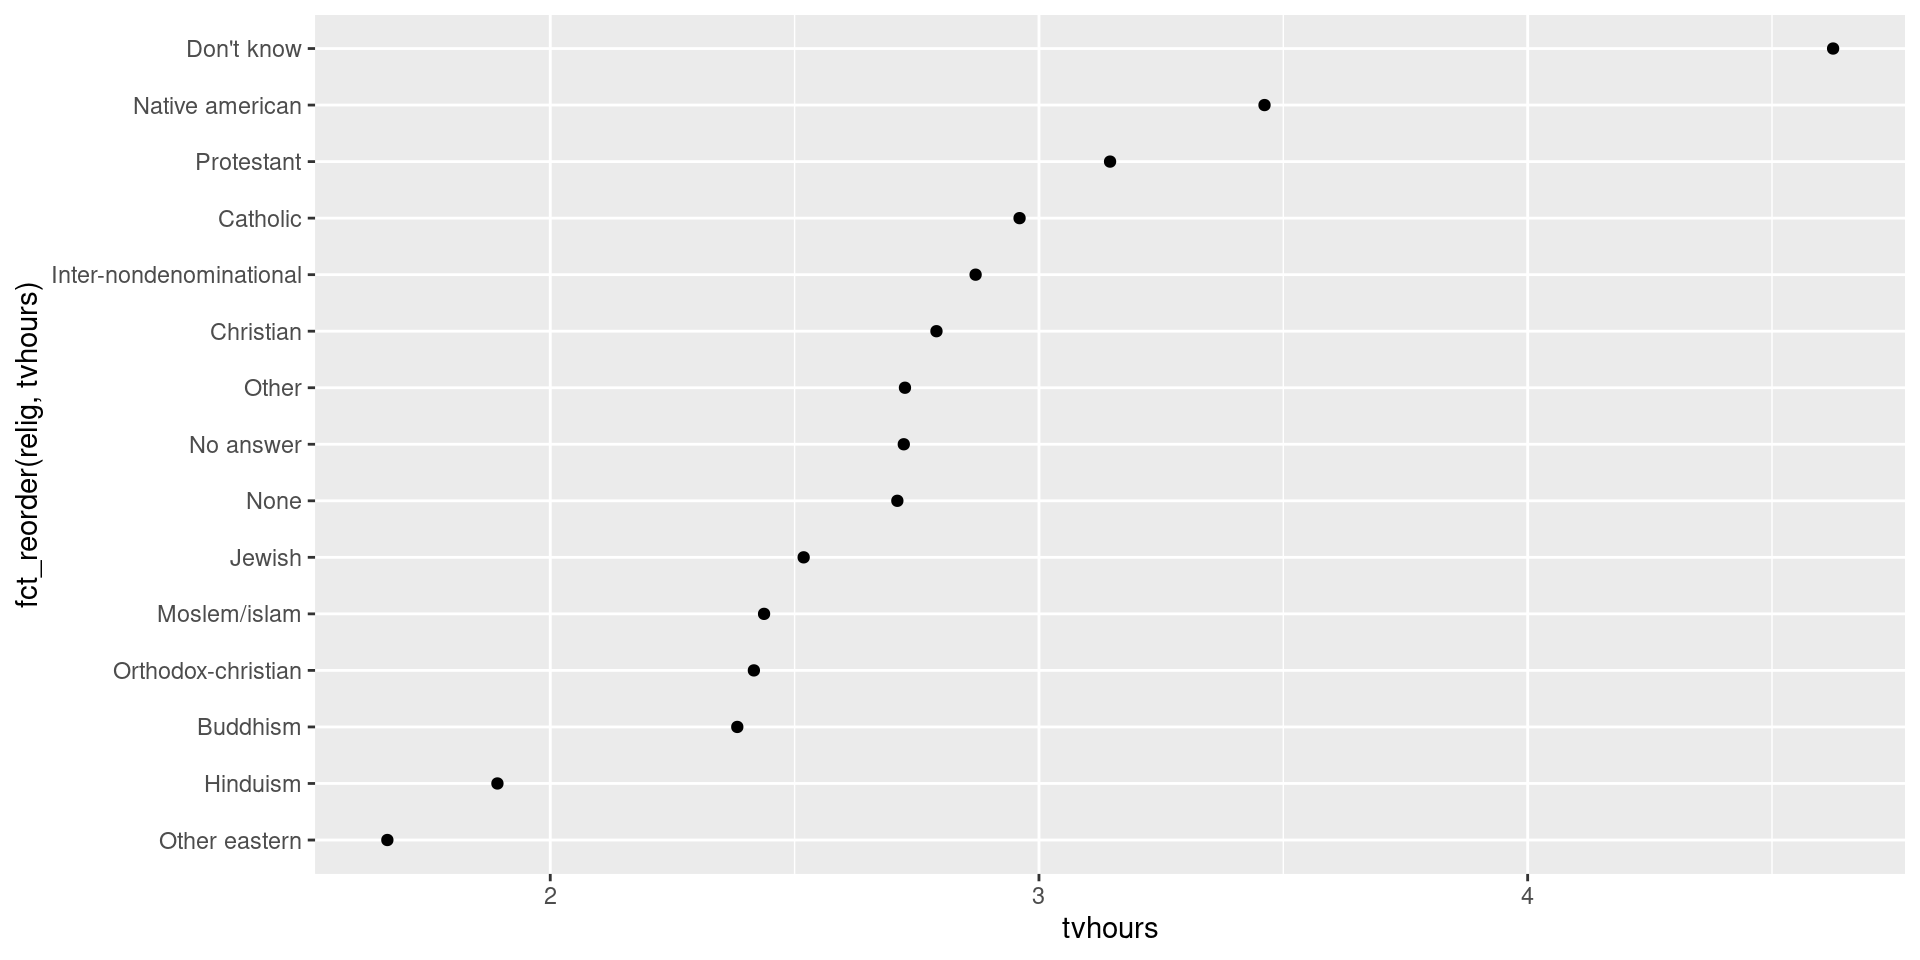 fct_reorder(relig, tvhours)
Don't know
Native american
Protestant
Catholic
Inter-nondenominational
Christian
Other
No answer
None
Jewish
Moslem/islam
Orthodox-christian
Buddhism
Hinduism
Other eastern
2 3 4
tvhours